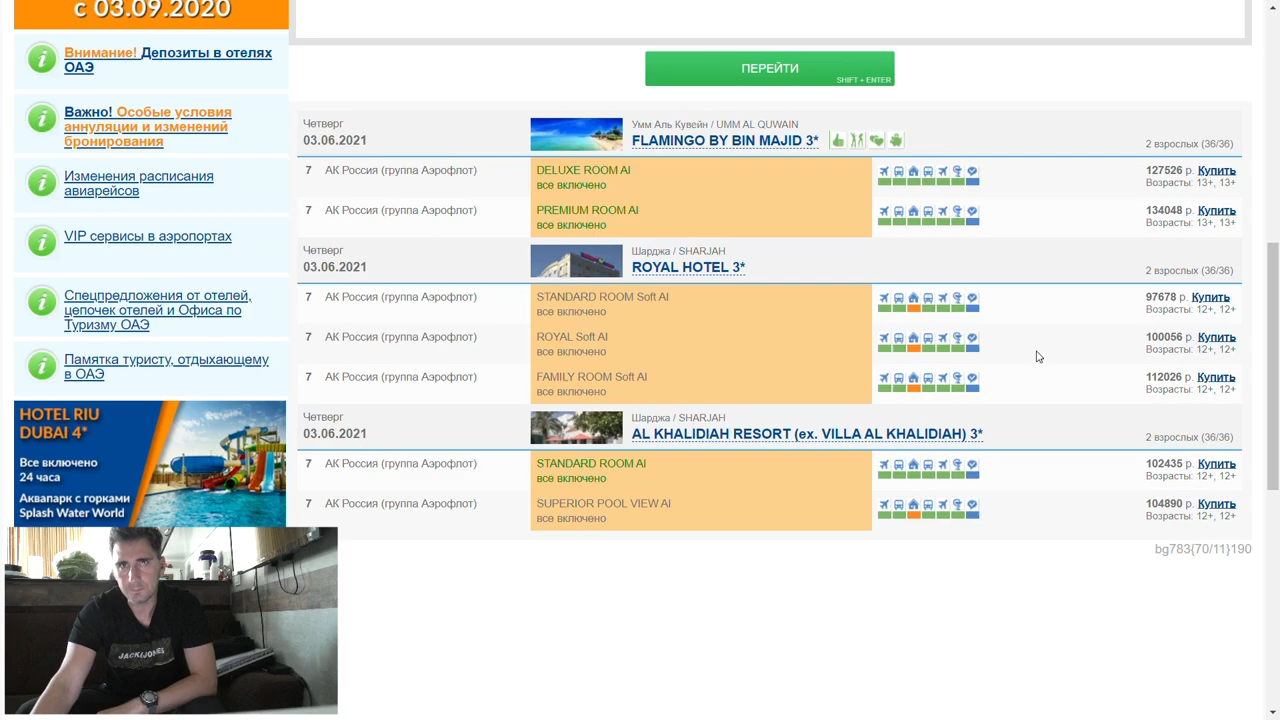 с 03.09.2020
Внимание! Депозиты в отелях
ОАЭ
Важно! Особые условия
аннуляции и изменений
бронирования
Изменения расписания
авиарейсов
VIP сервисы в аэропортах
Спецпредложения от отелей,
цепочек отелей и Офиса по
Туризму ОАЭ
Памятка туристу, отдыхающему
в ОАЭ
HOTEL RIU
DUBAI 4*
Все включено
24 часа
Аквапарк с горками
Splash Water World
JACK&JONES
ПЕРЕЙТИ
SHIFT + ENTER
Четверг
03.06.2021
Умм Аль Кувейн / UMM AL QUWAIN
FLAMINGO BY BIN MAJID 3*
2 взрослых (36/36)
7 АК Россия (группа Аэрофлот) DELUXE ROOM AI 127526 р. Купить
все включено Возрасты: 13+, 13+
7 АК Россия (группа Аэрофлот) PREMIUM ROOM AI 134048 р. Купить
все включено Возрасты: 13+, 13+
Четверг
03.06.2021
Шарджа / SHARJAH
ROYAL HOTEL 3*
2 взрослых (36/36)
7 АК Россия (группа Аэрофлот) STANDARD ROOM Soft AI 97678 р. Купить
все включено Возрасты: 12+, 12+
7 АК Россия (группа Аэрофлот) ROYAL Soft AI 100056 р. Купить
все включено Возрасты: 12+, 12+
7 АК Россия (группа Аэрофлот) FAMILY ROOM Soft AI 112026 р. Купить
все включено Возрасты: 12+, 12+
Четверг
03.06.2021
Шарджа / SHARJAH
AL KHALIDIAH RESORT (ex. VILLA AL KHALIDIAH) 3*
2 взрослых (36/36)
7 АК Россия (группа Аэрофлот) STANDARD ROOM AI 102435 р. Купить
все включено Возрасты: 12+, 12+
7 АК Россия (группа Аэрофлот) SUPERIOR POOL VIEW AI 104890 р. Купить
все включено Возрасты: 12+, 12+
bg783{70/11}190